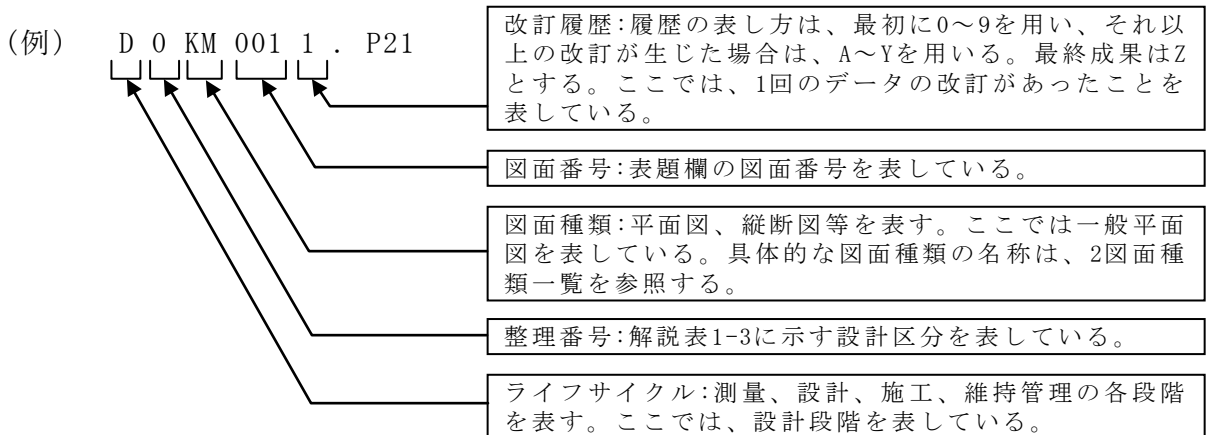 (例) D 0 KM 001 1 . P21
改訂履歴:履歴の表し方は、最初に0～9を用い、それ以
上の改訂が生じた場合は、A～Yを用いる。最終成果はZ
とする。ここでは、1回のデータの改訂があったことを
表している。
図面番号:表題欄の図面番号を表している。
図面種類:平面図、縦断図等を表す。ここでは一般平面
図を表している。具体的な図面種類の名称は、2図面種
類一覧を参照する。
整理番号:解説表1-3に示す設計区分を表している。
ライフサイクル:測量、設計、施工、維持管理の各段階
を表す。ここでは、設計段階を表している。